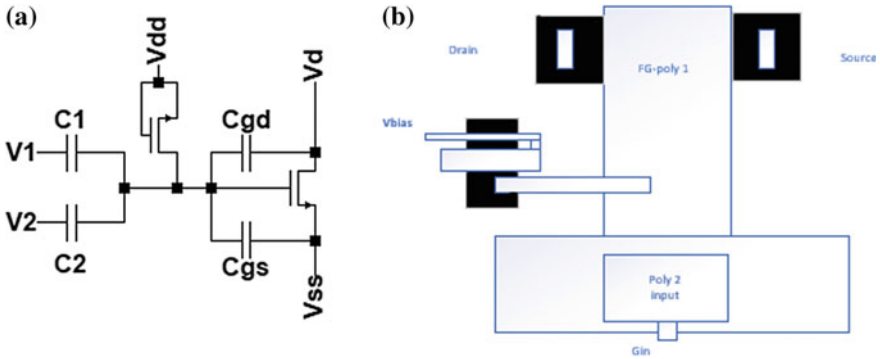 (a)
Vdd
Vd
C1
Cgd
V1
V2
C2
Cgs
Vss
(b)
Drain
FG-poly 1
Source
Vbias
Poly 2
input
Gin